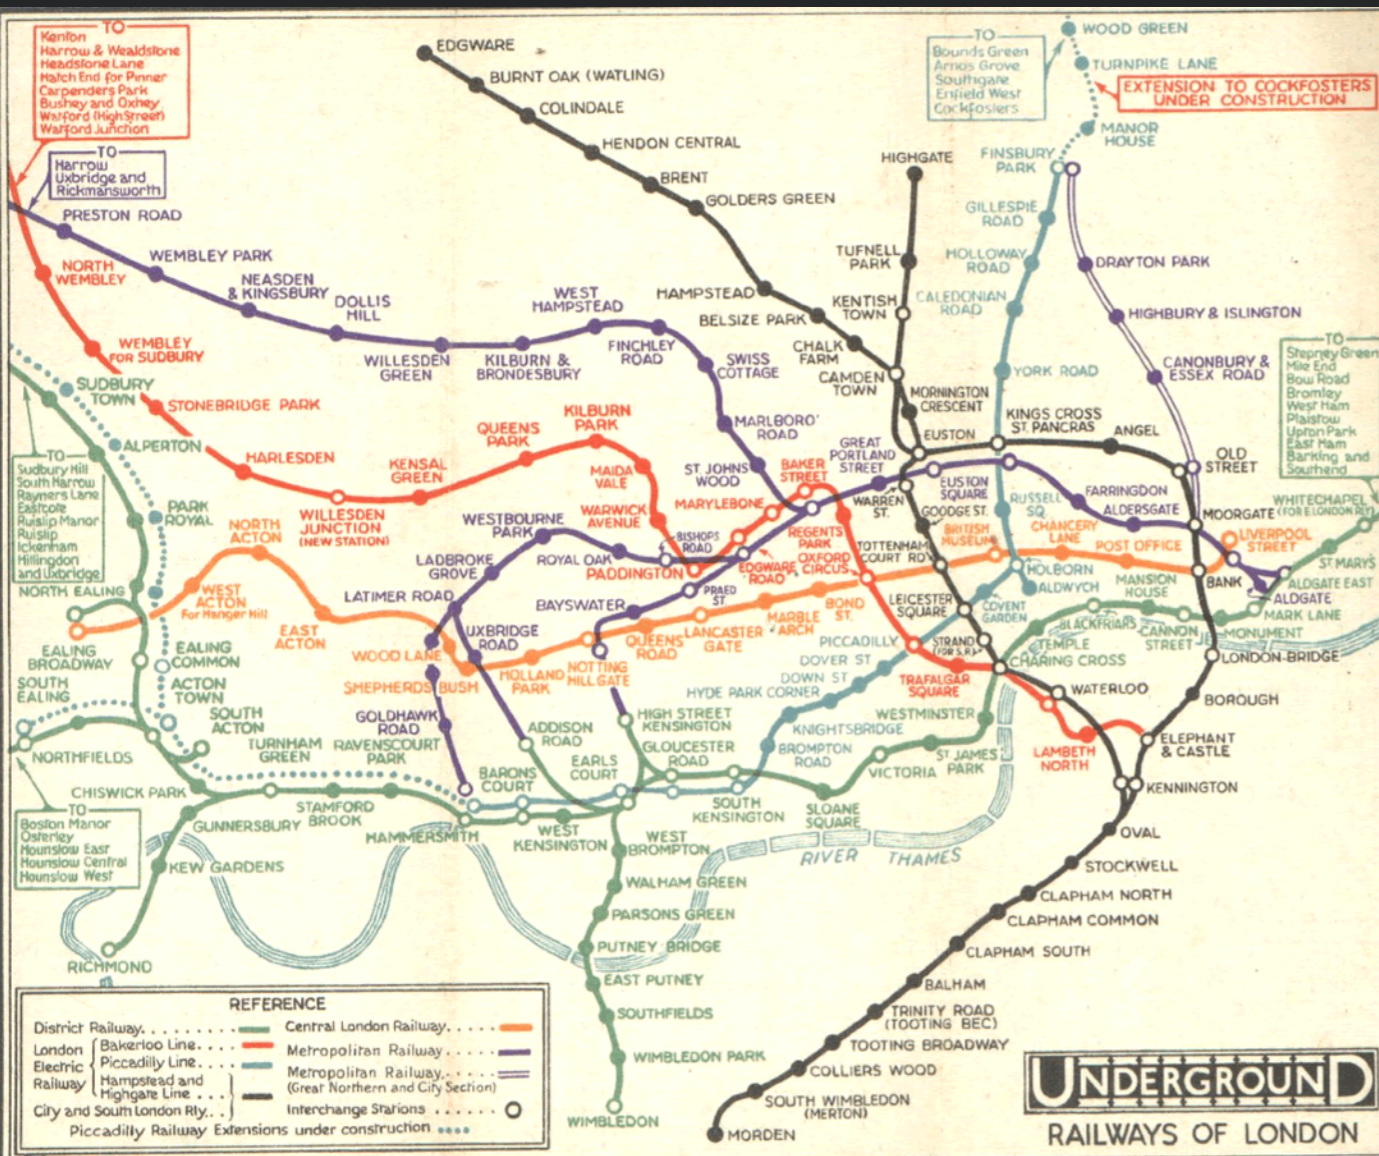 TO
Kenton
Harrow & Wealdstone
Headstone Lane
Hatch End for Pinner
Carpenders Park
Bushey and Oxhey
Watford (High Street)
Watford Junction
TO
Harrow
Uxbridge and
Rickmansworth
EDGWARE
BURNT OAK (WATLING)
COLINDALE
HENDON CENTRAL
BRENT
GOLDERS GREEN
HAMPSTEAD
BELSIZE PARK
CHALK
FARM
CAMDEN
TOWN
HIGHGATE
TUFNELL
PARK
KENTISH
TOWN
MORNINGTON
CRESCENT
EUSTON
TO
Bounds Green
Arnos Grove
Southgate
Enfield West
Cockfosters
WOOD GREEN
TURNPIKE LANE
EXTENSION TO COCKFOSTERS
UNDER CONSTRUCTION
MANOR
HOUSE
FINSBURY
PARK
GILLESPIE
ROAD
HOLLOWAY
ROAD
CALEDONIAN
ROAD
YORK ROAD
DRAYTON PARK
HIGHBURY & ISLINGTON
CANONBURY &
ESSEX ROAD
OLD
STREET
KINGS CROSS
ST. PANCRAS
ANGEL
TO
Stepney Green
Mile End
Bow Road
Bromley
West Ham
Plaistow
Upton Park
East Ham
Barking and
Southend
WHITECHAPEL
(FOR E LONDON RY)
ST MARYS
PRESTON ROAD
WEMBLEY PARK
NEASDEN
& KINGSBURY
DOLLIS
HILL
WILLESDEN
GREEN
KILBURN &
BRONDESBURY
WEST
HAMPSTEAD
FINCHLEY
ROAD
SWISS
COTTAGE
MARLBORO'
ROAD
ST JOHNS
WOOD
NORTH
WEMBLEY
WEMBLEY
FOR SUDBURY
STONEBRIDGE PARK
HARLESDEN
WILLESDEN
JUNCTION
(NEW STATION)
KENSAL
GREEN
QUEENS
PARK
KILBURN
PARK
MAIDA
VALE
WARWICK
AVENUE
PADDINGTON
MARYLEBONE
BAKER
STREET
EDGWARE
ROAD
REGENTS
PARK
OXFORD
CIRCUS
GREAT
PORTLAND
STREET
WARREN
ST.
EUSTON
SQUARE
GOODGE ST.
RUSSELL
SQ.
FARRINGDON
ALDERSGATE
MOORGATE
LIVERPOOL
STREET
BRITISH
MUSEUM
CHANCERY
LANE
POST OFFICE
BANK
TOTTENHAM
COURT RD
HOLBORN
ALDWYCH
ALDGATE EAST
ALDGATE
MARK LANE
MONUMENT
CANNON
STREET
MANSION
HOUSE
BLACKFRIARS
TEMPLE
CHARING CROSS
COVENT
GARDEN
LEICESTER
SQUARE
STRAND
(FOR S.R)
SUDBURY
TOWN
ALPERTON
PARK
ROYAL
TO
Sudbury Hill
South Harrow
Rayners Lane
Eastcote
Ruislip Manor
Ruislip
Ickenham
Hillingdon
and Uxbridge
NORTH EALING
EALING
BROADWAY
SOUTH
EALING
NORTHFIELDS
EALING
COMMON
ACTON
TOWN
SOUTH
ACTON
NORTH
ACTON
WEST
ACTON
For Hanger Hill
EAST
ACTON
WOOD LANE
SHEPHERDS BUSH
HOLLAND
PARK
NOTTING
HILL GATE
QUEENS
ROAD
LANCASTER
GATE
MARBLE
ARCH
BOND
ST.
WESTBOURNE
PARK
ROYAL OAK
BISHOPS
ROAD
PRAED
ST
BAYSWATER
LADBROKE
GROVE
LATIMER ROAD
UXBRIDGE
ROAD
GOLDHAWK
ROAD
ADDISON
ROAD
HIGH STREET
KENSINGTON
GLOUCESTER
ROAD
EARLS
COURT
BARONS
COURT
RAVENSCOURT
PARK
TURNHAM
GREEN
STAMFORD
BROOK
HAMMERSMITH
WEST
KENSINGTON
CHISWICK PARK
GUNNERSBURY
KEW GARDENS
RICHMOND
TO
Boston Manor
Osterley
Hounslow East
Hounslow Central
Hounslow West
PICCADILLY
DOVER ST
DOWN ST
HYDE PARK CORNER
KNIGHTSBRIDGE
BROMPTON
ROAD
SOUTH
KENSINGTON
SLOANE
SQUARE
VICTORIA
ST JAMES
PARK
WESTMINSTER
TRAFALGAR
SQUARE
WATERLOO
LAMBETH
NORTH
LONDON BRIDGE
BOROUGH
ELEPHANT
& CASTLE
KENNINGTON
OVAL
STOCKWELL
CLAPHAM NORTH
CLAPHAM COMMON
CLAPHAM SOUTH
BALHAM
TRINITY ROAD
(TOOTING BEC)
TOOTING BROADWAY
COLLIERS WOOD
SOUTH WIMBLEDON
(MERTON)
MORDEN
RIVER THAMES
WEST
BROMPTON
WALHAM GREEN
PARSONS GREEN
PUTNEY BRIDGE
EAST PUTNEY
SOUTHFIELDS
WIMBLEDON PARK
WIMBLEDON
REFERENCE
District Railway
London Electric Railway
Bakerloo Line
Piccadilly Line
Hampstead and
Highgate Line
City and South London Rly.
Central London Railway
Metropolitan Railway
Metropolitan Railway
(Great Northern and City Section)
Interchange Stations
Piccadilly Railway Extensions under construction
UNDERGROUND
RAILWAYS OF LONDON